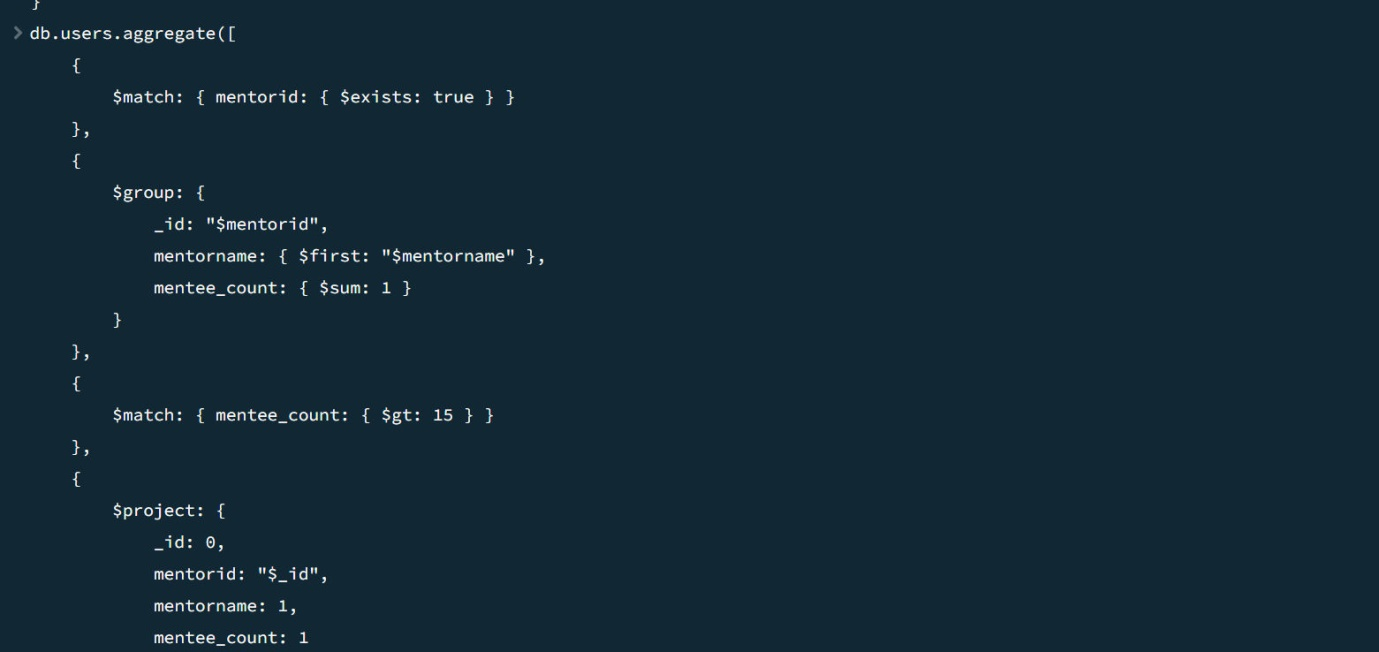 }
> db.users.aggregate([
{
$match: { mentorid: { $exists: true } }
},
{
$group: {
_id: "$mentorid",
mentorname: { $first: "$mentorname" },
mentee_count: { $sum: 1 }
}
},
{
$match: { mentee_count: { $gt: 15 } }
},
{
$project: {
_id: 0,
mentorid: "$_id",
mentorname: 1,
mentee_count: 1